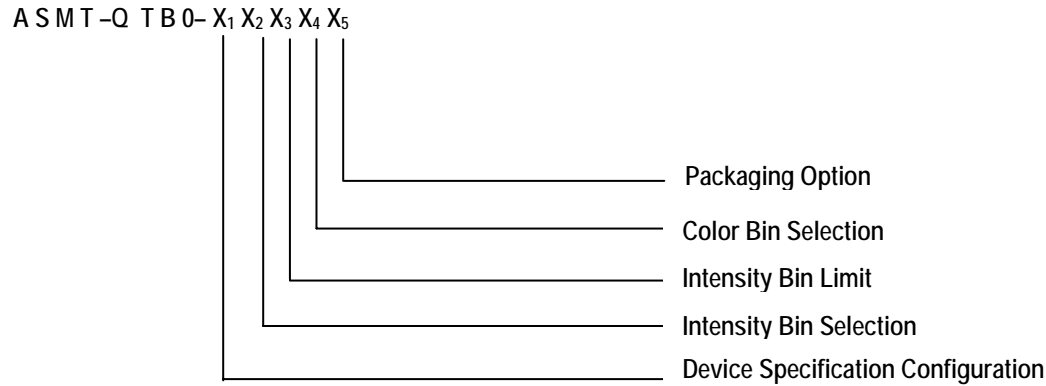 A S M T – Q T B 0 – X₁ X₂ X₃ X₄ X₅
Packaging Option
Color Bin Selection
Intensity Bin Limit
Intensity Bin Selection
Device Specification Configuration